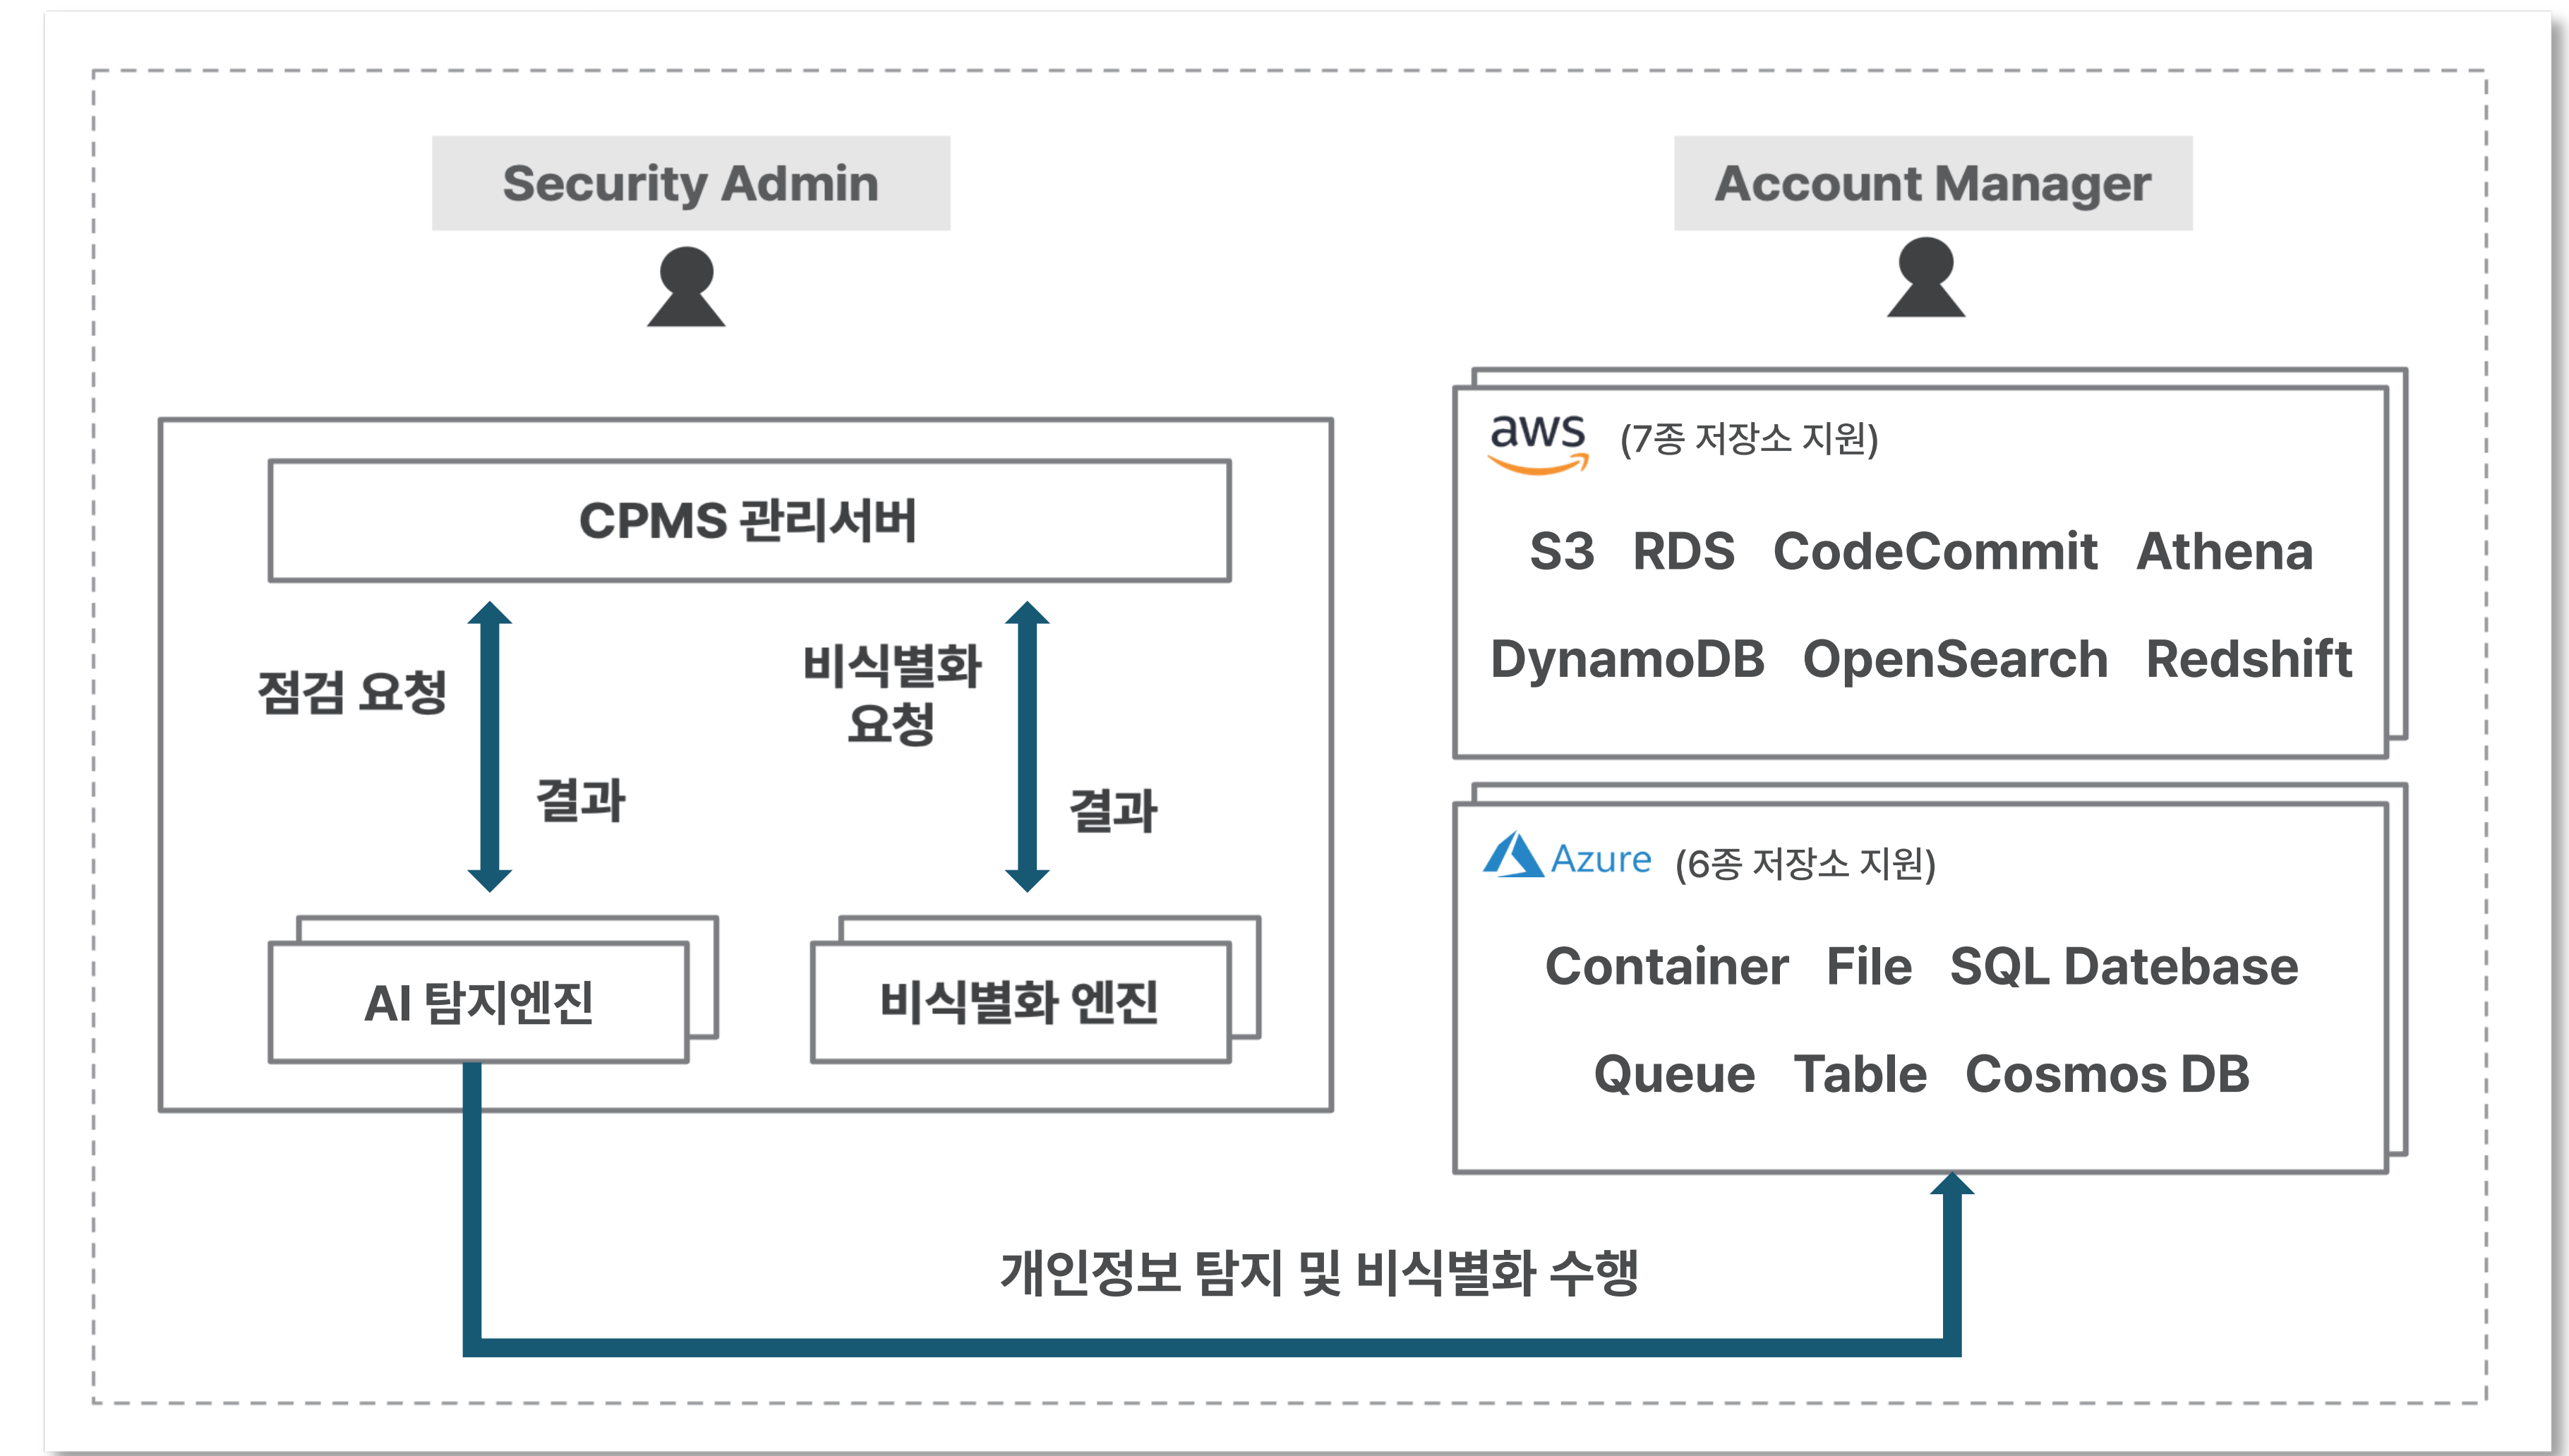 Security Admin
Account Manager
CPMS 관리서버
점검 요청
결과
비식별화
요청
결과
AI 탐지엔진
비식별화 엔진
aws (7종 저장소 지원)
S3 RDS CodeCommit Athena
DynamoDB OpenSearch Redshift
Azure (6종 저장소 지원)
Container File SQL Datebase
Queue Table Cosmos DB
개인정보 탐지 및 비식별화 수행